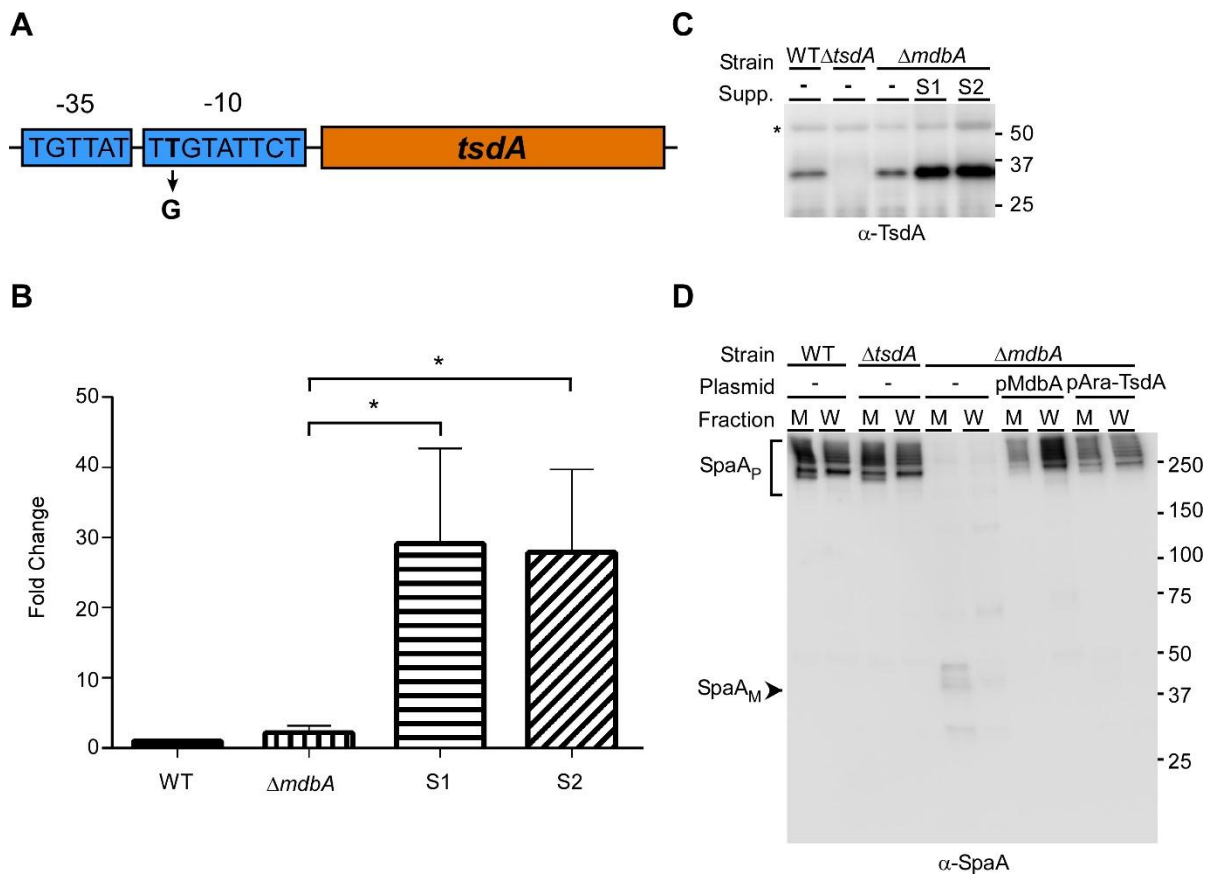 A
-35 -10
TGTTAT TTGTATTCT tsdA
G
B
50
40
30
20
10
0
Fold Change
* *
WT ΔmdbA S1 S2
C
Strain WT ΔtsdA ΔmdbA
Supp. - - - S1 S2
*
50
37
25
α-TsdA
D
Strain WT ΔtsdA ΔmdbA
Plasmid - - - pMdbA pAra-TsdA
Fraction M W M W M W M W M W
SpaAP
SpaAM
250
150
100
75
50
37
25
α-SpaA